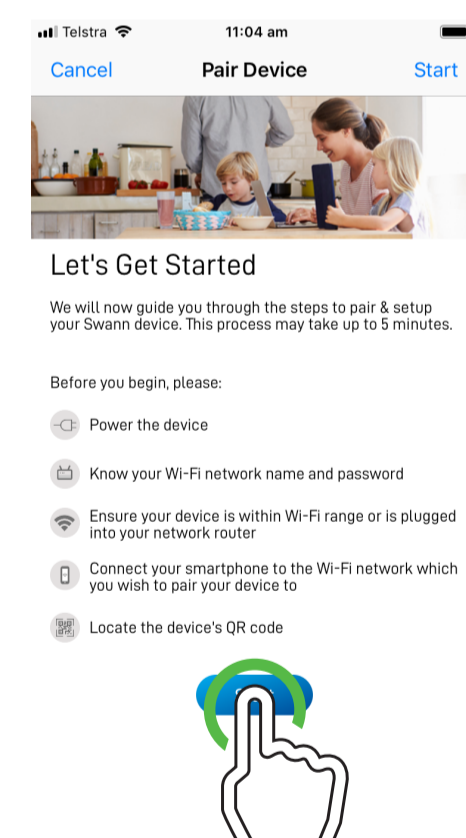 Telstra 11:04 am
Cancel Pair Device Start
Let's Get Started
We will now guide you through the steps to pair & setup
your Swann device. This process may take up to 5 minutes.
Before you begin, please:
Power the device
Know your Wi-Fi network name and password
Ensure your device is within Wi-Fi range or is plugged
into your network router
Connect your smartphone to the Wi-Fi network which
you wish to pair your device to
Locate the device's QR code